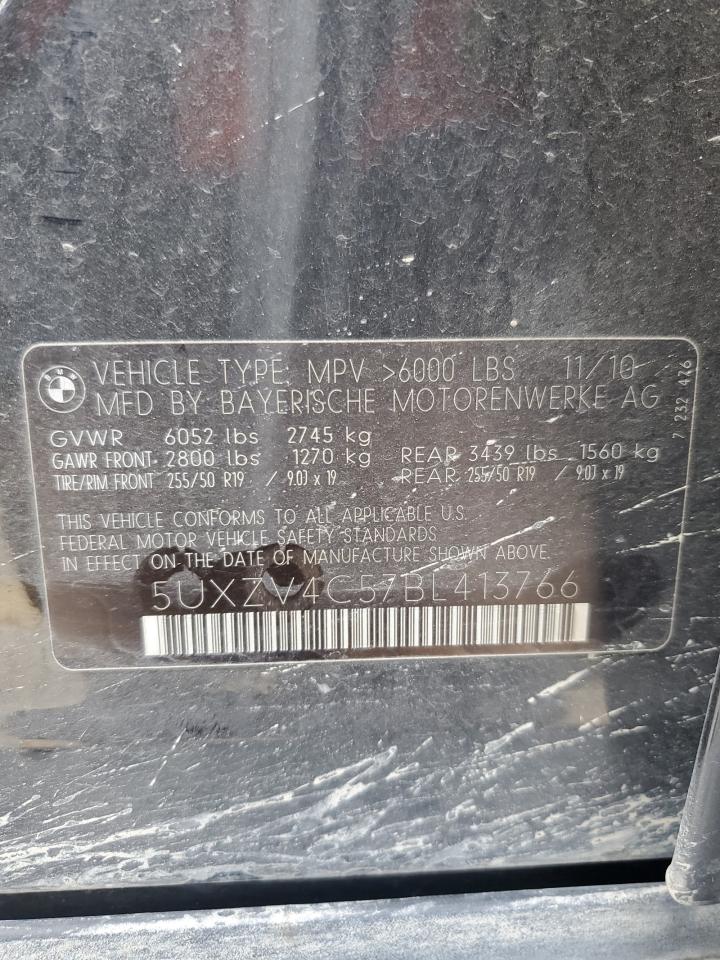 BMW
VEHICLE TYPE: MPV >6000 LBS 11/10
MFD BY BAYERISCHE MOTORENWERKE AG
GVWR 6052 lbs 2745 kg
GAWR FRONT- 2800 lbs 1270 kg REAR 3439 lbs 1560 kg
TIRE/RIM FRONT 255/50 R19 / 9.0J x 19 REAR 255/50 R19 / 9.0J x 19
THIS VEHICLE CONFORMS TO ALL APPLICABLE U.S.
FEDERAL MOTOR VEHICLE SAFETY STANDARDS
IN EFFECT ON THE DATE OF MANUFACTURE SHOWN ABOVE.
5UXZV4C57BL413766
7 232 476